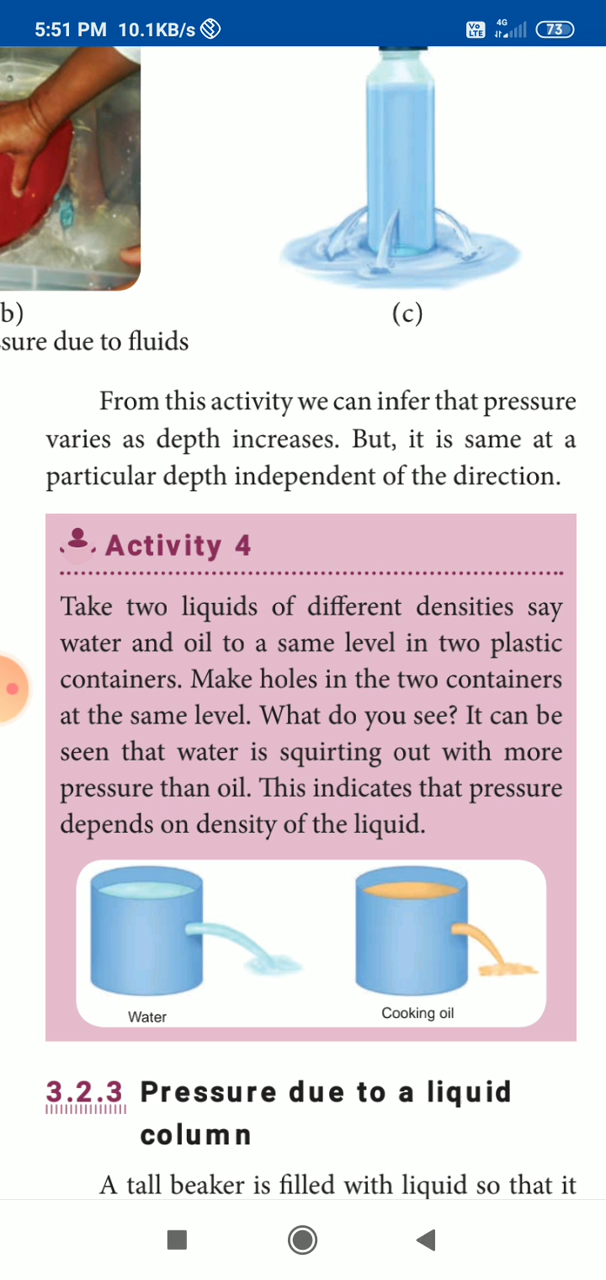 5:51 PM 10.1KB/s
Vo LTE 4G 73
b)
(c)
ssure due to fluids
From this activity we can infer that pressure
varies as depth increases. But, it is same at a
particular depth independent of the direction.
Activity 4
Take two liquids of different densities say
water and oil to a same level in two plastic
containers. Make holes in the two containers
at the same level. What do you see? It can be
seen that water is squirting out with more
pressure than oil. This indicates that pressure
depends on density of the liquid.
Water
Cooking oil
3.2.3 Pressure due to a liquid
column
A tall beaker is filled with liquid so that it